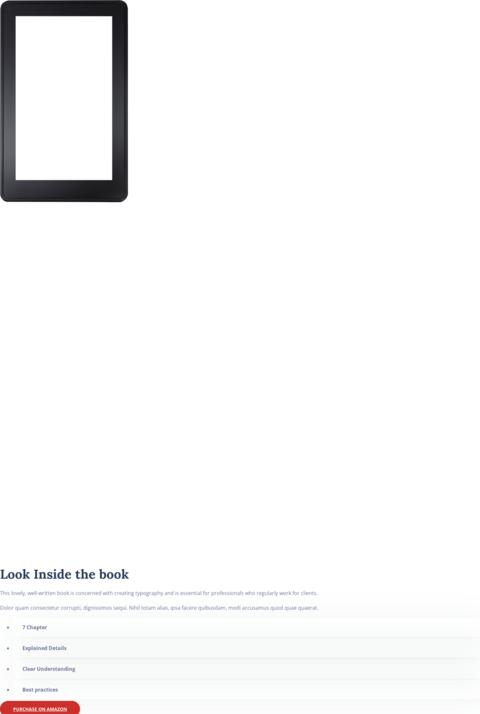 Look Inside the book
This lovely, well-written book is concerned with creating typography and is essential for professionals who regularly work for clients.
Dolor quam consectetur corrupti, dignissimos sequi. Nihil totam alias, ipsa facere quibusdam, modi accusamus quod quae quaerat.
7 Chapter
Explained Details
Clear Understanding
Best practices
PURCHASE ON AMAZON